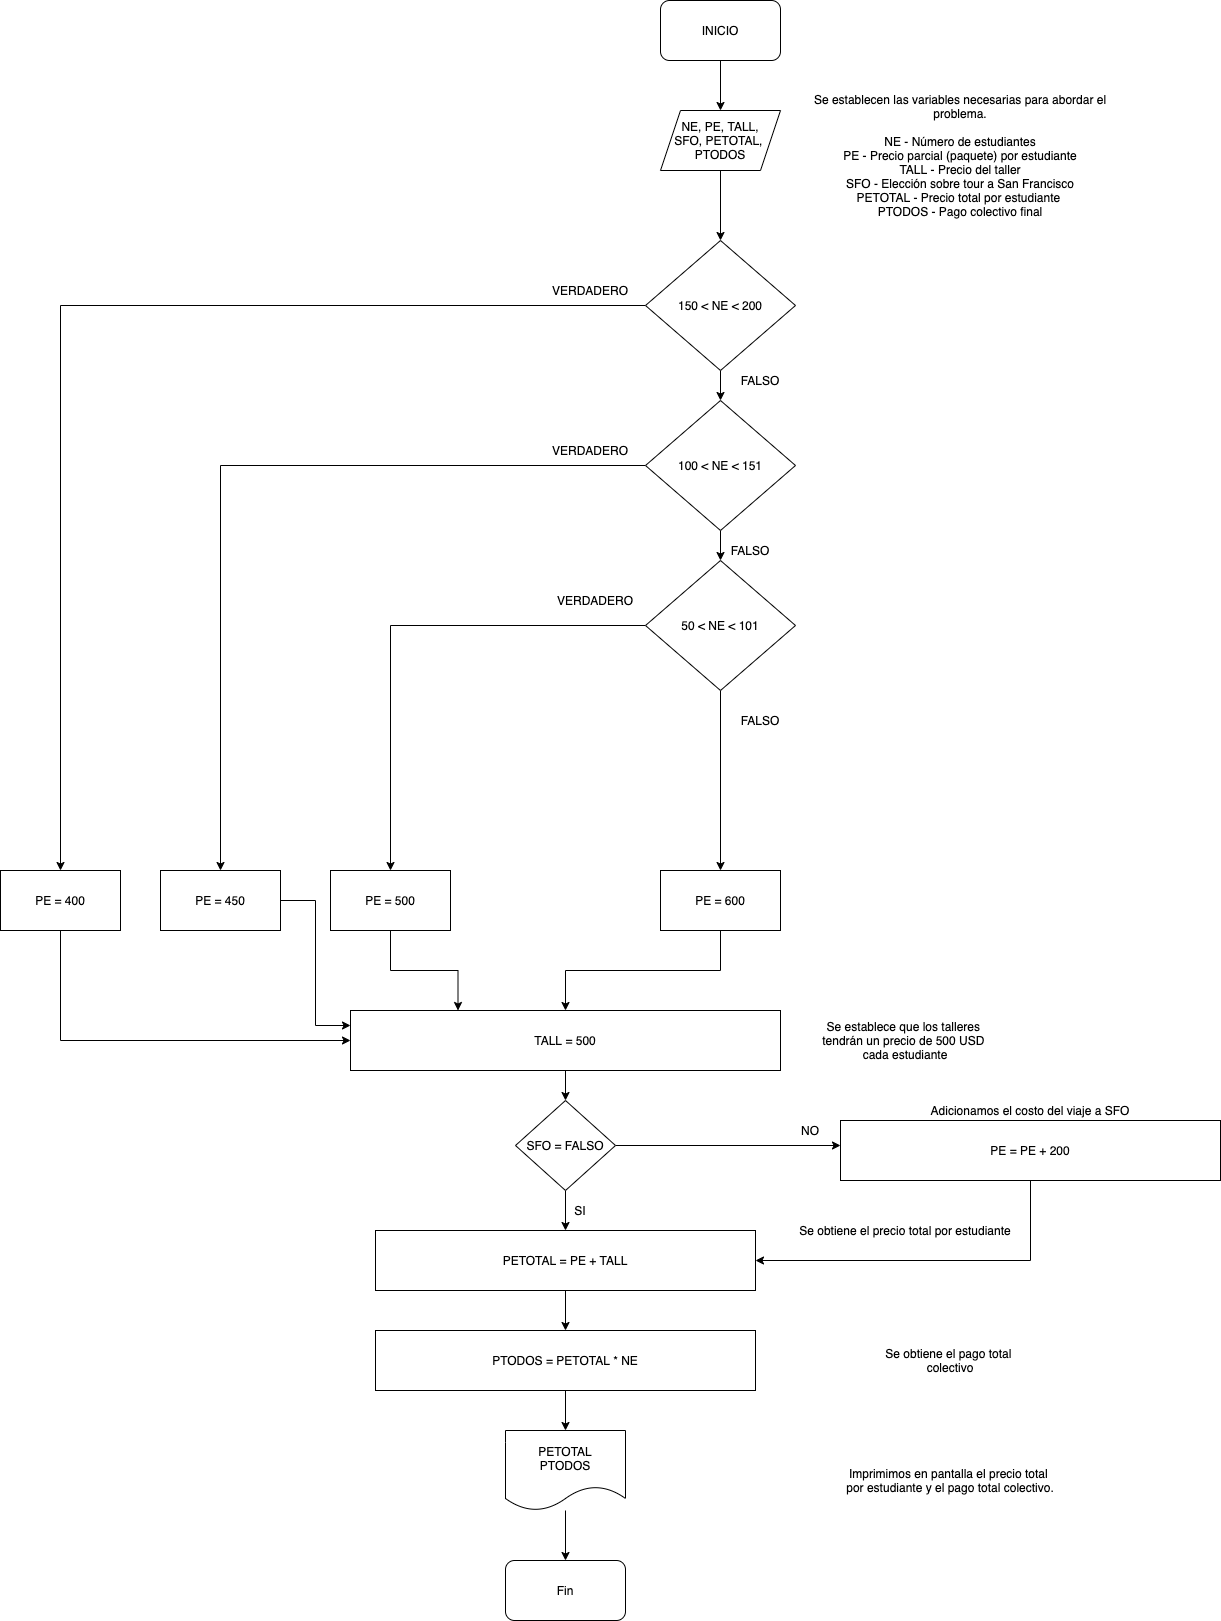 INICIO
Se establecen las variables necesarias para abordar el
problema.
NE, PE, TALL,
SFO, PETOTAL,
PTODOS
NE - Número de estudiantes
PE - Precio parcial (paquete) por estudiante
TALL - Precio del taller
SFO - Elección sobre tour a San Francisco
PETOTAL - Precio total por estudiante
PTODOS - Pago colectivo final
VERDADERO
150 < NE < 200
FALSO
VERDADERO
100 < NE < 151
FALSO
VERDADERO
50 < NE < 101
FALSO
PE = 400
PE = 450
PE = 500
PE = 600
TALL = 500
Se establece que los talleres
tendrán un precio de 500 USD
cada estudiante
Adicionamos el costo del viaje a SFO
SFO = FALSO
NO
PE = PE + 200
SI
Se obtiene el precio total por estudiante
PETOTAL = PE + TALL
PTODOS = PETOTAL * NE
Se obtiene el pago total
colectivo
PETOTAL
PTODOS
Imprimimos en pantalla el precio total
por estudiante y el pago total colectivo.
Fin